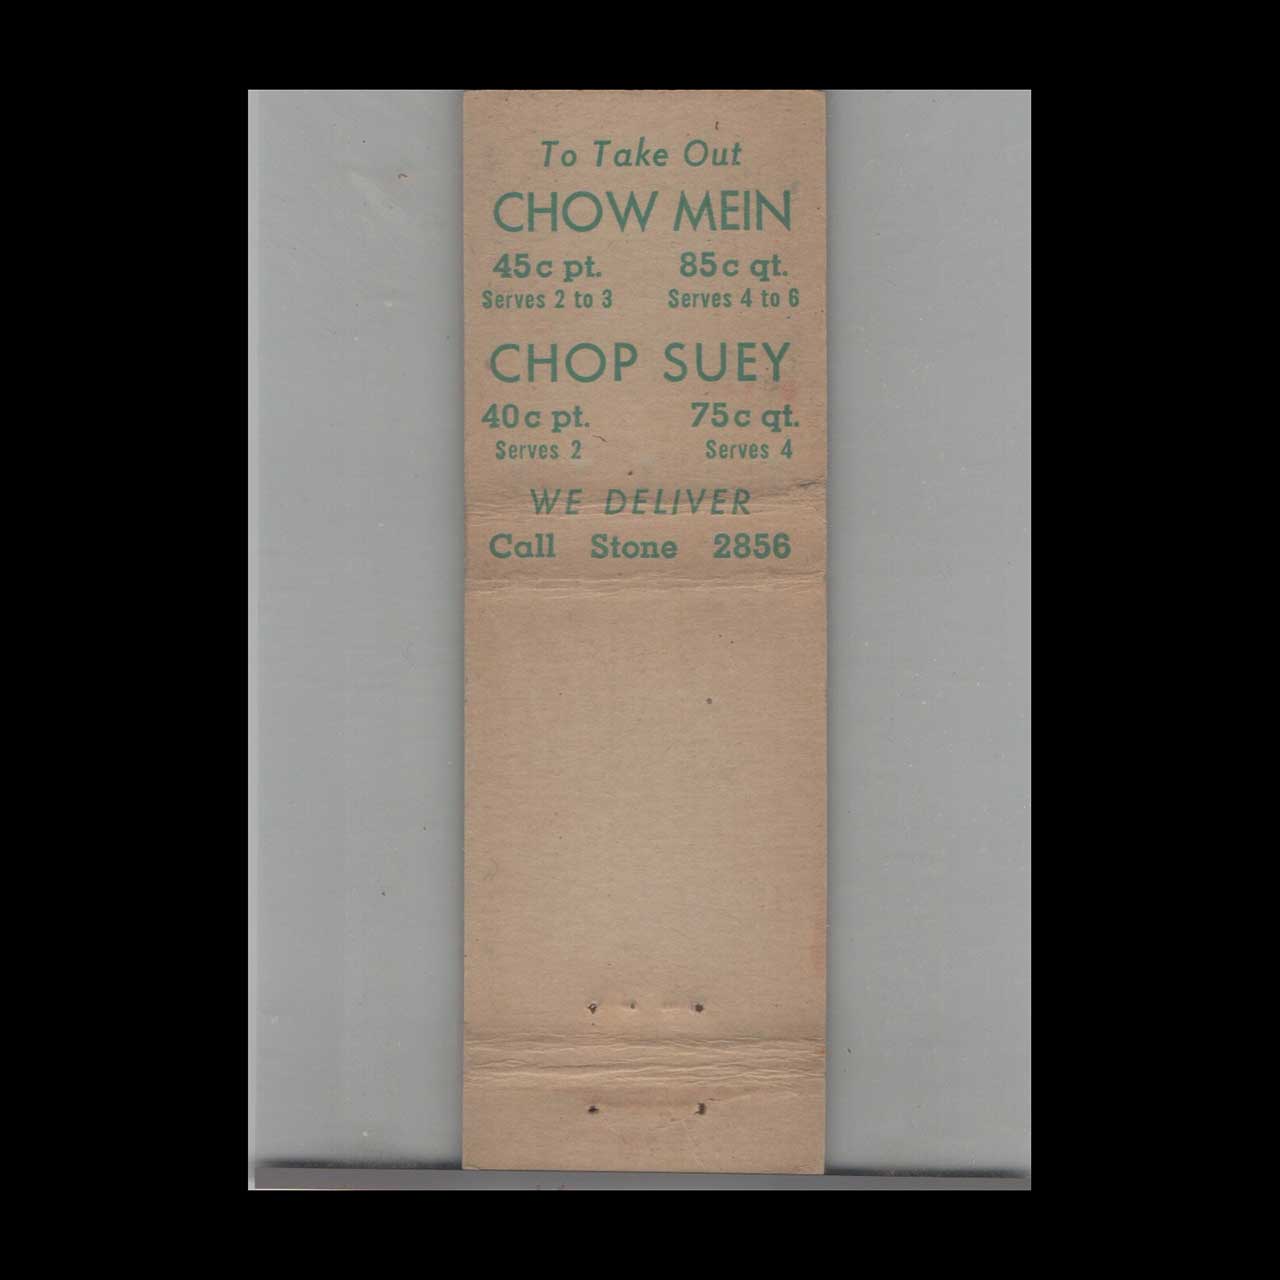 To Take Out
CHOW MEIN
45c pt. 85c qt.
Serves 2 to 3 Serves 4 to 6
CHOP SUEY
40c pt. 75c qt.
Serves 2 Serves 4
WE DELIVER
Call Stone 2856